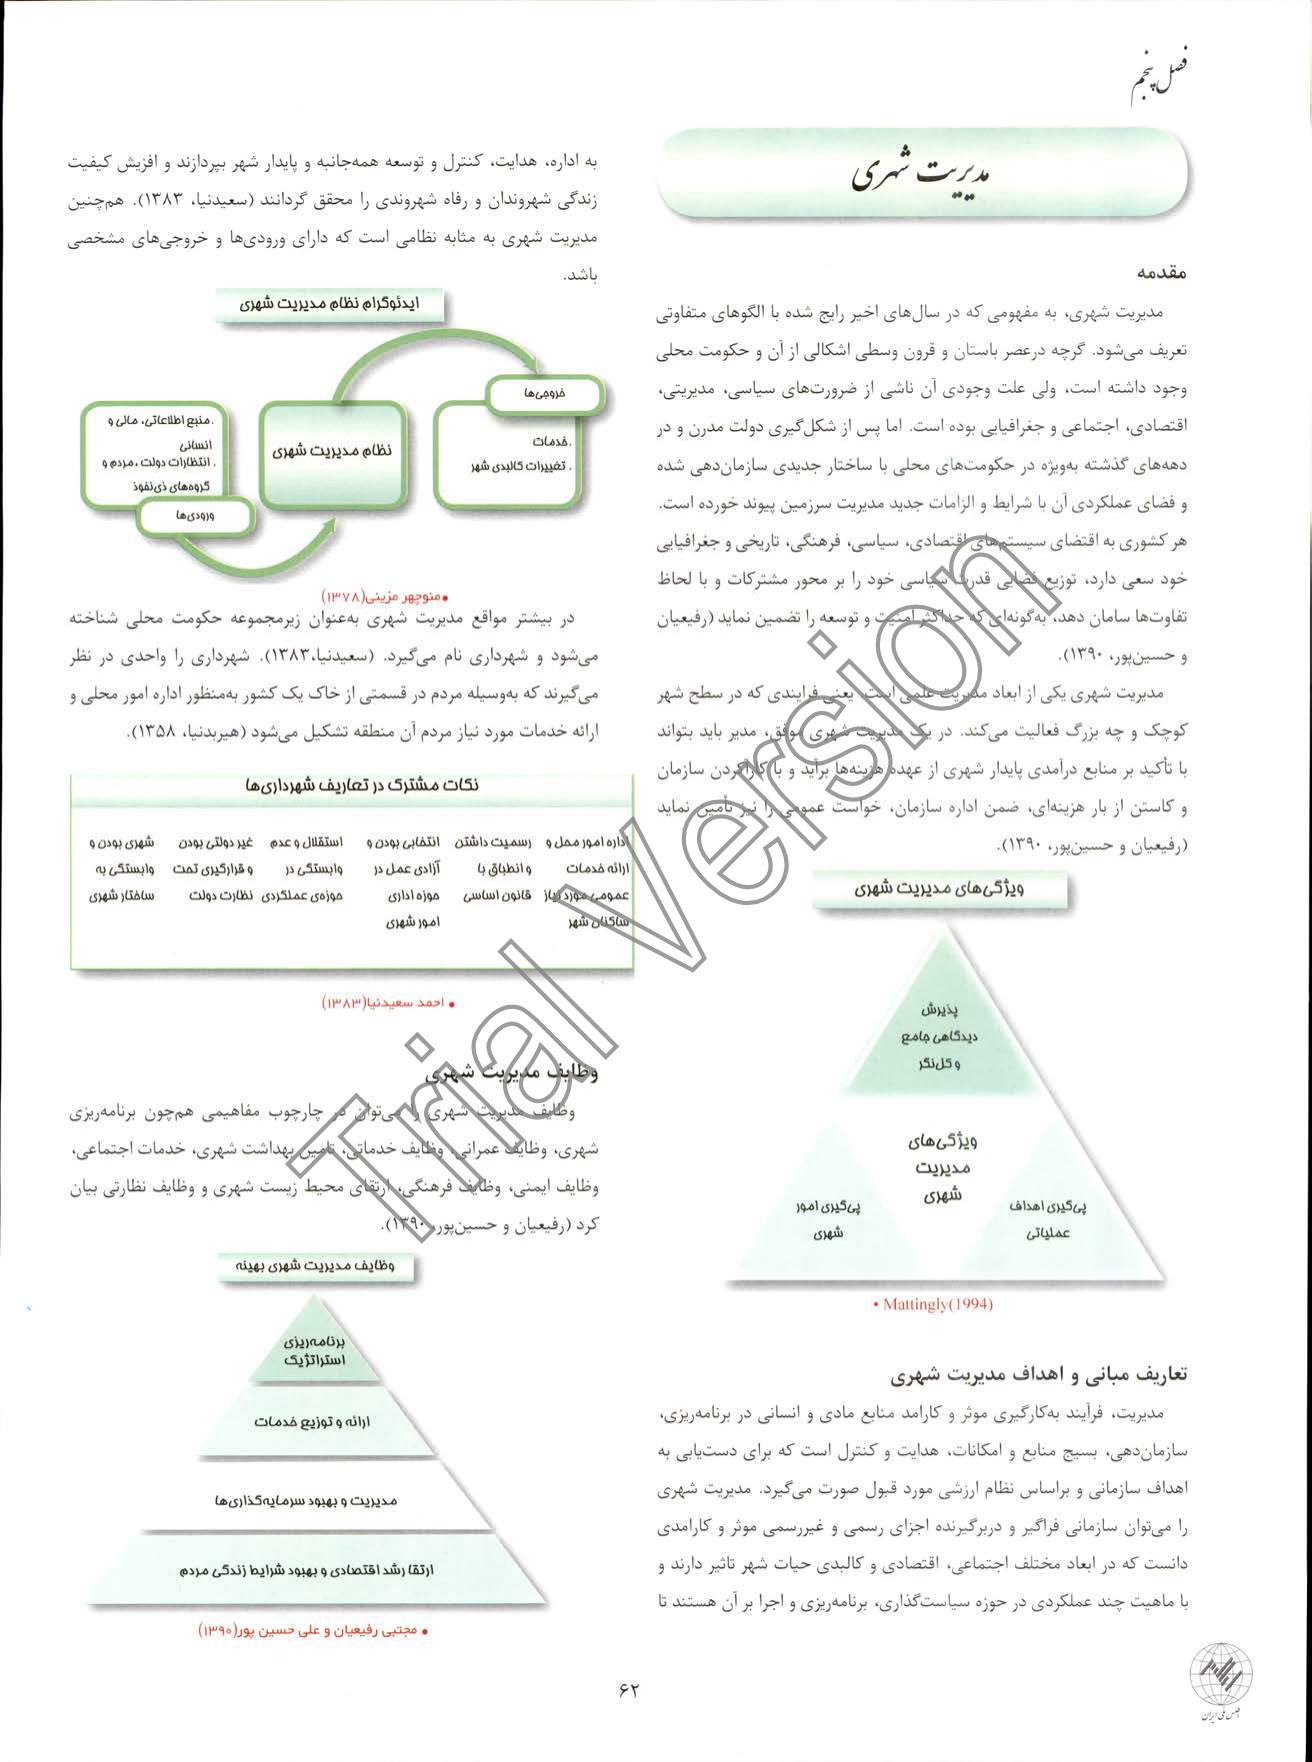 فصل پنجم
مدیریت شهری
مقدمه
مدیریت شهری، به مفهومی که در سال‌های اخیر رایج شده با الگوهای متفاوتی
تعریف می‌شود. گرچه درعصر باستان و قرون وسطی اشکالی از آن و حکومت محلی
وجود داشته است، ولی علت وجودی آن ناشی از ضرورت‌های سیاسی، مدیریتی،
اقتصادی، اجتماعی و جغرافیایی بوده است. اما پس از شکل‌گیری دولت مدرن و در
دهه‌های گذشته به‌ویژه در حکومت‌های محلی با ساختار جدیدی سازمان‌دهی شده
و فضای عملکردی آن با شرایط و الزامات جدید مدیریت سرزمین پیوند خورده است.
هر کشوری به اقتضای سیستم‌های اقتصادی، سیاسی، فرهنگی، تاریخی و جغرافیایی
خود سعی دارد، توزیع فضایی قدرت سیاسی خود را بر محور مشترکات و با لحاظ
تفاوت‌ها سامان دهد، به‌گونه‌ای که حداکثر امنیت و توسعه را تضمین نماید (رفیعیان
و حسین‌پور، ۱۳۹۰).
مدیریت شهری یکی از ابعاد مدیریت علمی است. یعنی فرایندی که در سطح شهر
کوچک و چه بزرگ فعالیت می‌کند. در یک مدیریت شهری موفق، مدیر باید بتواند
با تأکید بر منابع درآمدی پایدار شهری از عهده هزینه‌ها برآید و با کاراکردن سازمان
و کاستن از بار هزینه‌ای، ضمن اداره سازمان، خواست عمومی را نیز تأمین نماید
(رفیعیان و حسین‌پور، ۱۳۹۰).
ویژگی‌های مدیریت شهری
پذیرش
دیدگاهی جامع
و کل‌نگر
ویژگی‌های
مدیریت
شهری
پی‌گیری اهداف
عملیاتی
پی‌گیری امور
شهری
• Mattingly(1994)
تعاریف مبانی و اهداف مدیریت شهری
مدیریت، فرآیند به‌کارگیری موثر و کارامد منابع مادی و انسانی در برنامه‌ریزی،
سازمان‌دهی، بسیج منابع و امکانات، هدایت و کنترل است که برای دست‌یابی به
اهداف سازمانی و براساس نظام ارزشی مورد قبول صورت می‌گیرد. مدیریت شهری
را می‌توان سازمانی فراگیر و دربرگیرنده اجزای رسمی و غیررسمی موثر و کارامدی
دانست که در ابعاد مختلف اجتماعی، اقتصادی و کالبدی حیات شهر تاثیر دارند و
با ماهیت چند عملکردی در حوزه سیاست‌گذاری، برنامه‌ریزی و اجرا بر آن هستند تا
به اداره، هدایت، کنترل و توسعه همه‌جانبه و پایدار شهر بپردازند و افزیش کیفیت
زندگی شهروندان و رفاه شهروندی را محقق گردانند (سعیدنیا، ۱۳۸۳). هم‌چنین
مدیریت شهری به مثابه نظامی است که دارای ورودی‌ها و خروجی‌های مشخصی
باشد.
ایدئوگرام نظام مدیریت شهری
خروجی‌ها
.خدمات
. تغییرات کالبدی شهر
نظام مدیریت شهری
.منبع اطلاعاتی، مالی و
انسانی
. انتظارات دولت ،مردم و
گروه‌های ذی‌نفوذ
ورودی‌ها
•منوچهر مزینی(۱۳۷۸)
در بیشتر مواقع مدیریت شهری به‌عنوان زیرمجموعه حکومت محلی شناخته
می‌شود و شهرداری نام می‌گیرد. (سعیدنیا،۱۳۸۳). شهرداری را واحدی در نظر
می‌گیرند که به‌وسیله مردم در قسمتی از خاک یک کشور به‌منظور اداره امور محلی و
ارائه خدمات مورد نیاز مردم آن منطقه تشکیل می‌شود (هیربدنیا، ۱۳۵۸).
نکات مشترک در تعاریف شهرداری‌ها
اداره امور محل و
ارائه خدمات
عمومی مورد نیاز
ساکنان شهر
رسمیت داشتن
و انطباق با
قانون اساسی
انتخابی بودن و
آزادی عمل در
حوزه اداری
امور شهری
استقلال و عدم
وابستگی در
حوزه‌ی عملکردی
غیر دولتی بودن
و قرارگیری تحت
نظارت دولت
شهری بودن و
وابستگی به
ساختار شهری
• احمد سعیدنیا(۱۳۸۳)
وظایف مدیریت شهری
وظایف مدیریت شهری را می‌توان در چارچوب مفاهیمی هم‌چون برنامه‌ریزی
شهری، وظایف عمرانی، وظایف خدماتی، تامین بهداشت شهری، خدمات اجتماعی،
وظایف ایمنی، وظایف فرهنگی، ارتقای محیط زیست شهری و وظایف نظارتی بیان
کرد (رفیعیان و حسین‌پور، ۱۳۹۰).
وظایف مدیریت شهری بهینه
برنامه‌ریزی
استراتژیک
ارائه و توزیع خدمات
مدیریت و بهبود سرمایه‌گذاری‌ها
ارتقا رشد اقتصادی و بهبود شرایط زندگی مردم
• مجتبی رفیعیان و علی حسین پور(۱۳۹۰)
۶۲
اطلس ملی ایران
Trial Version